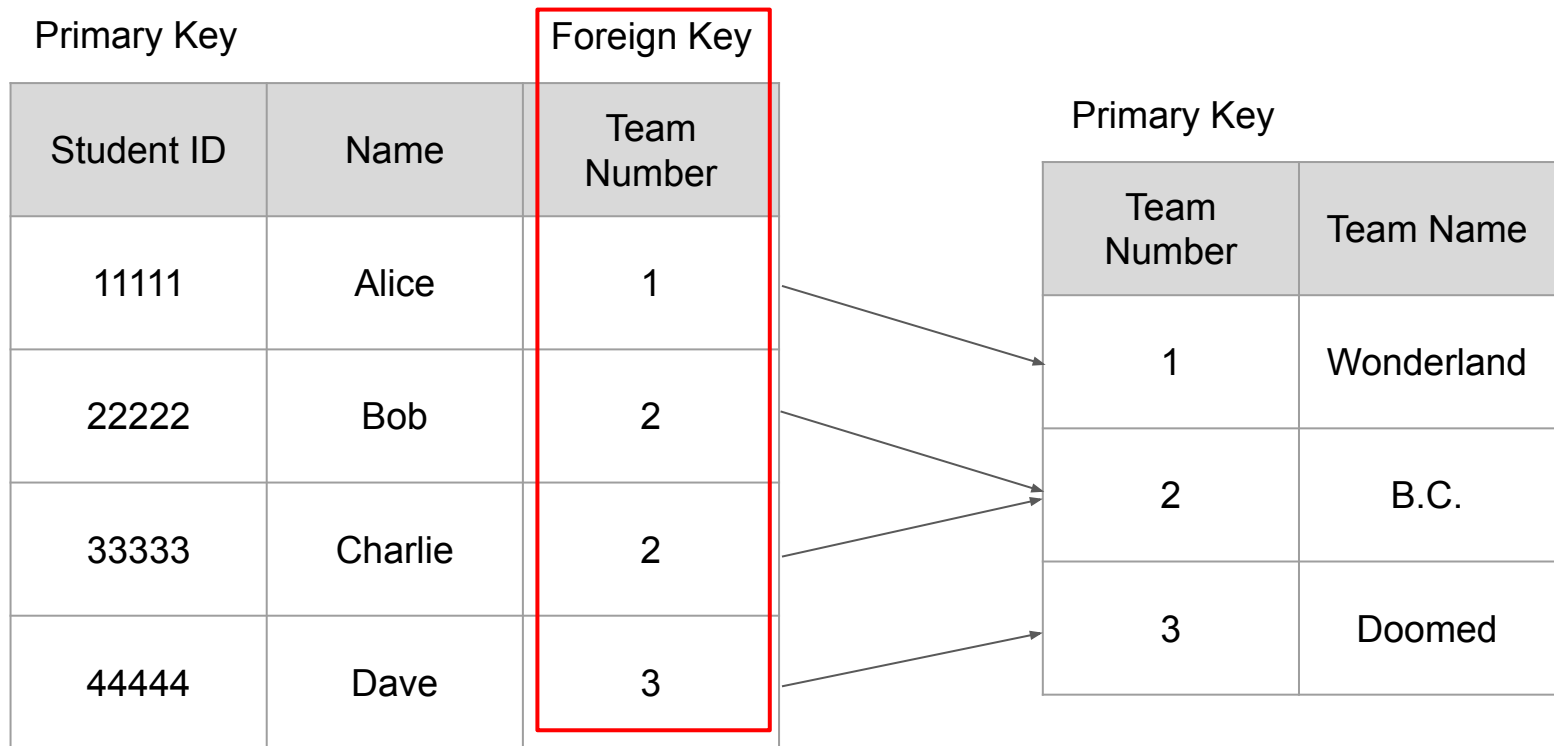 Primary Key
Foreign Key
Student ID Name Team
Number
11111 Alice 1
22222 Bob 2
33333 Charlie 2
44444 Dave 3
Primary Key
Team
Number
Team Name
1 Wonderland
2 B.C.
3 Doomed